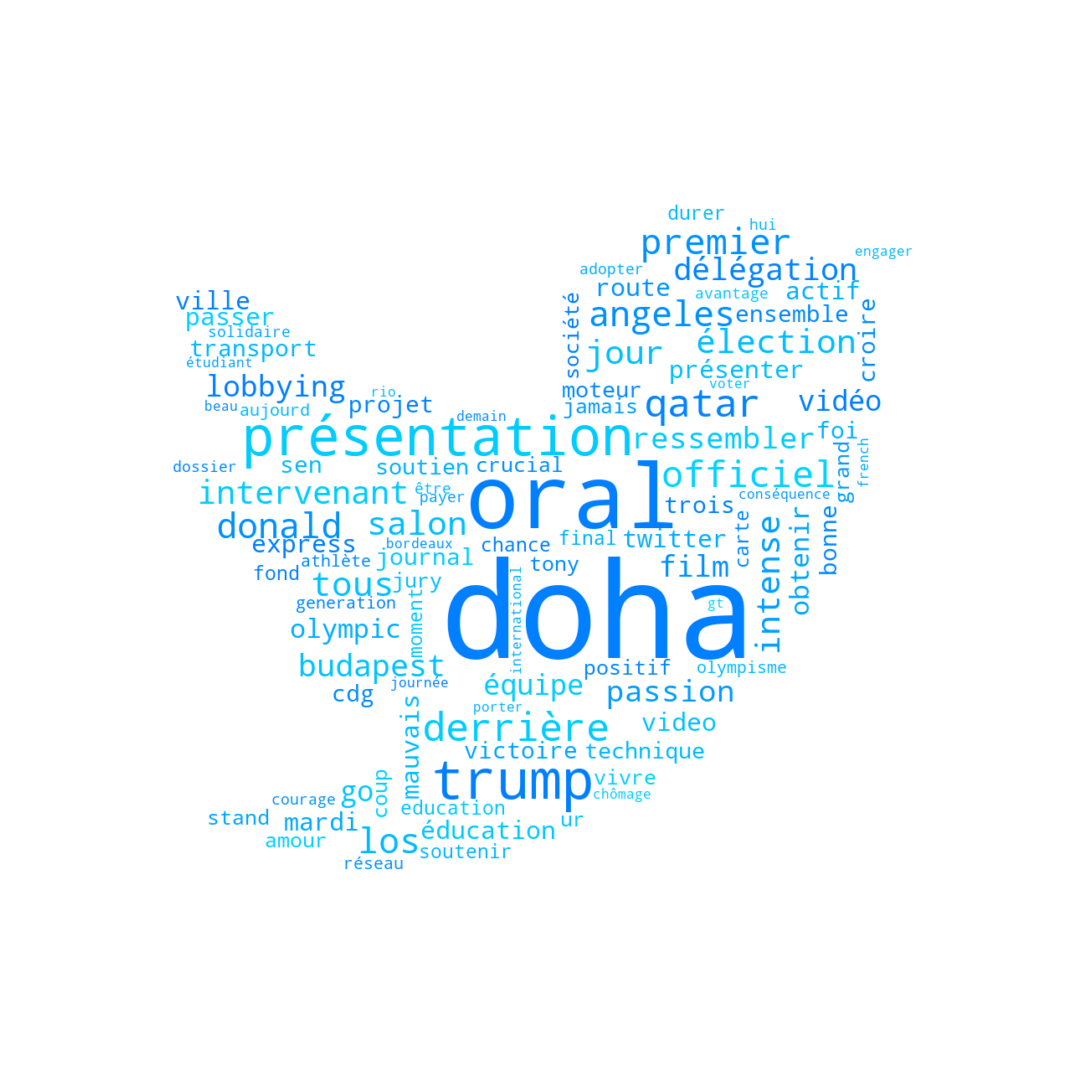 durer
hui
premier
engager
adopter
délégation
route
avantage
actif
ville
société
angeles
ensemble
croire
passer
solidaire
transport
jour
élection
étudiant
présenter
lobbying
rio
moteur
voter
beau
aujourd
projet
jamais
qatar
vidéo
demain
présentation
ressembler
foi
dossier
sen
soutien
crucial
oral
officiel
grand
french
intervenant
être
payer
trois
conséquence
donald
salon
carte
obtenir
bonne
express
bordeaux
chance
final
twitter
intense
athlète
journal
tony
film
fond
tous
jury
doha
generation
moment
international
gt
olympic
budapest
positif
olympisme
cdg
journée
équipe
passion
mauvais
porter
derrière
video
victoire
technique
trump
vivre
coup
courage
go
chômage
education
stand
mardi
ur
amour
los
éducation
soutenir
réseau